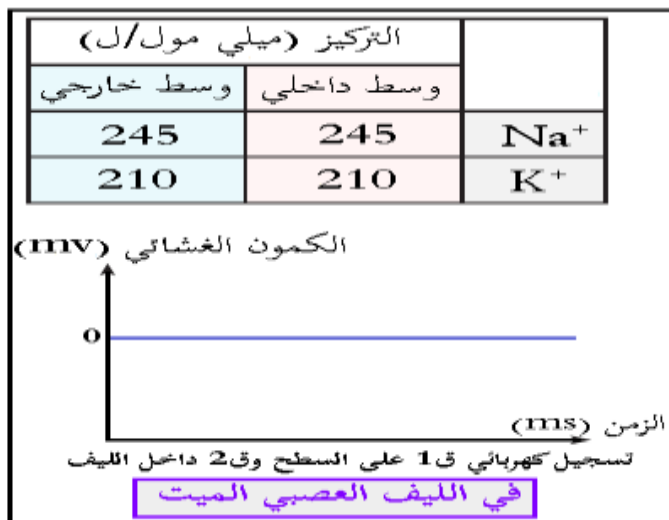 التركيز (ميلي مول/ل)
وسط داخلي وسط خارجي
Na⁺ 245 245
K⁺ 210 210
الكمون الغشائي (mv)
0
الزمن (ms)
تسجيل كهربائي ق1 على السطح وق2 داخل الليف
في الليف العصبي الميت